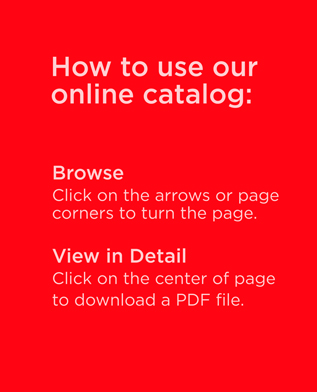 How to use our
online catalog:
Browse
Click on the arrows or page
corners to turn the page.
View in Detail
Click on the center of page
to download a PDF file.